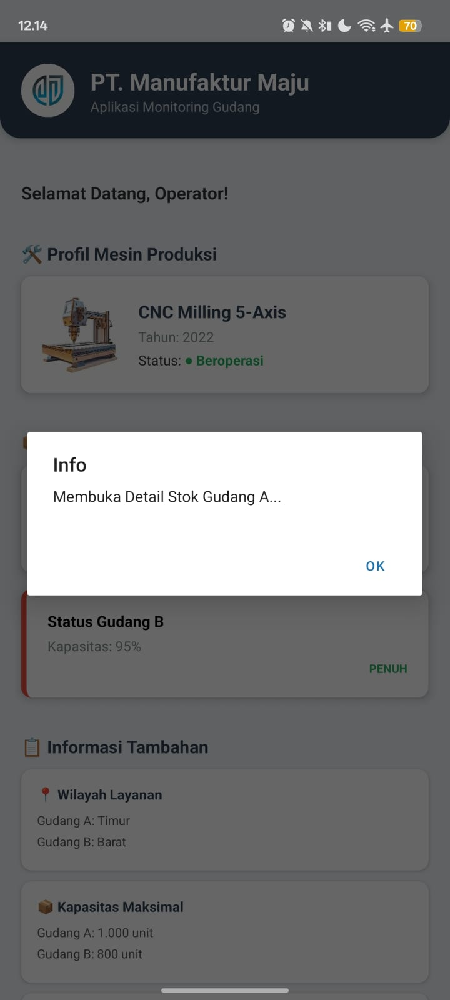 12.14
70
PT. Manufaktur Maju
Aplikasi Monitoring Gudang
Selamat Datang, Operator!
🛠️ Profil Mesin Produksi
CNC Milling 5-Axis
Tahun: 2022
Status: ● Beroperasi
Info
Membuka Detail Stok Gudang A...
OK
Status Gudang B
Kapasitas: 95%
PENUH
📋 Informasi Tambahan
📍 Wilayah Layanan
Gudang A: Timur
Gudang B: Barat
📦 Kapasitas Maksimal
Gudang A: 1.000 unit
Gudang B: 800 unit